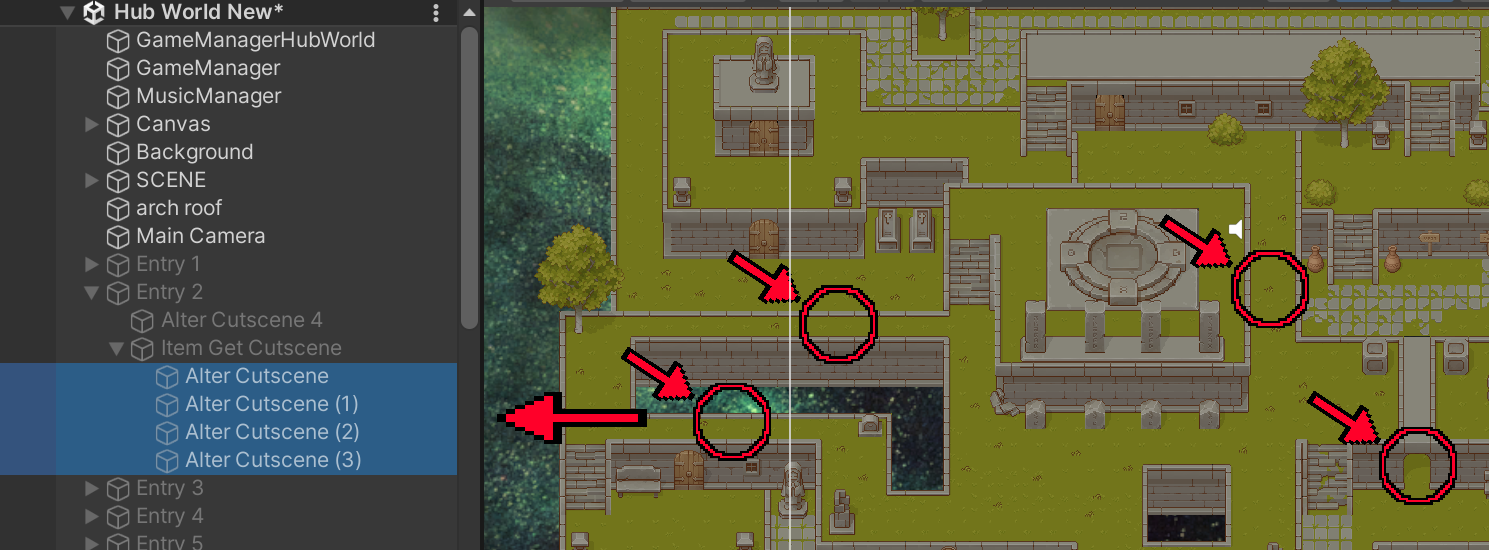 Hub World New*
GameManagerHubWorld
GameManager
MusicManager
Canvas
Background
SCENE
arch roof
Main Camera
Entry 1
Entry 2
Alter Cutscene 4
Item Get Cutscene
Alter Cutscene
Alter Cutscene (1)
Alter Cutscene (2)
Alter Cutscene (3)
Entry 3
Entry 4
Entry 5